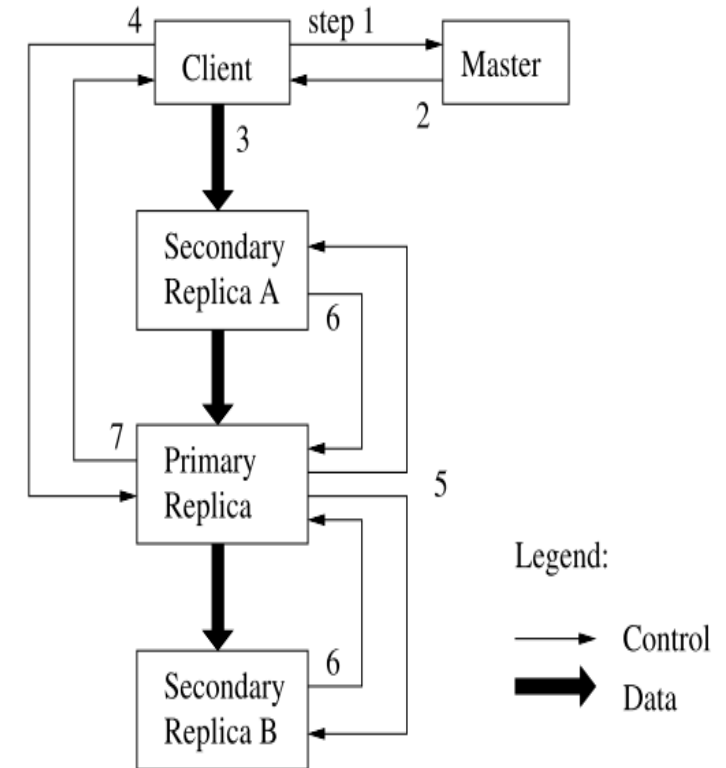 4
step 1
Client
Master
2
3
Secondary
Replica A
6
7
Primary
Replica
5
Legend:
6
Control
Secondary
Replica B
Data